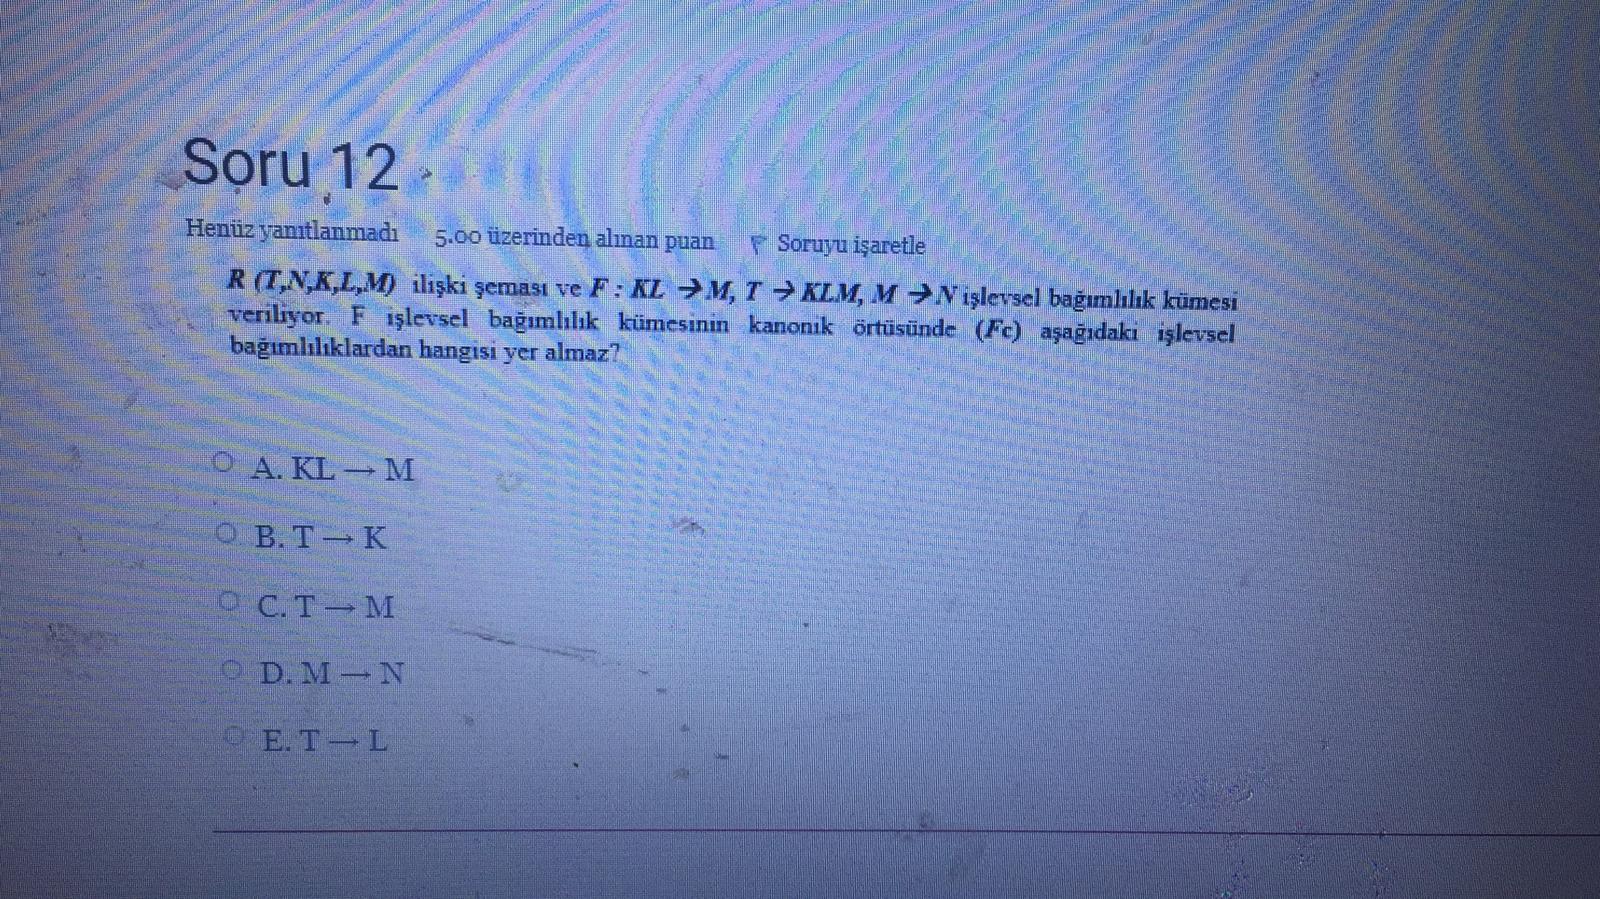 Soru 12
Henüz yanıtlanmadı 5.00 üzerinden alınan puan Soruyu işaretle
R (T,N,K,L,M) ilişki şeması ve F : KL → M, T → KLM, M → N işlevsel bağımlılık kümesi
veriliyor. F işlevsel bağımlılık kümesinin kanonik örtüsünde (Fc) aşağıdaki işlevsel
bağımlılıklardan hangisi yer almaz?
A. KL → M
B. T → K
C. T → M
D. M → N
E. T → L